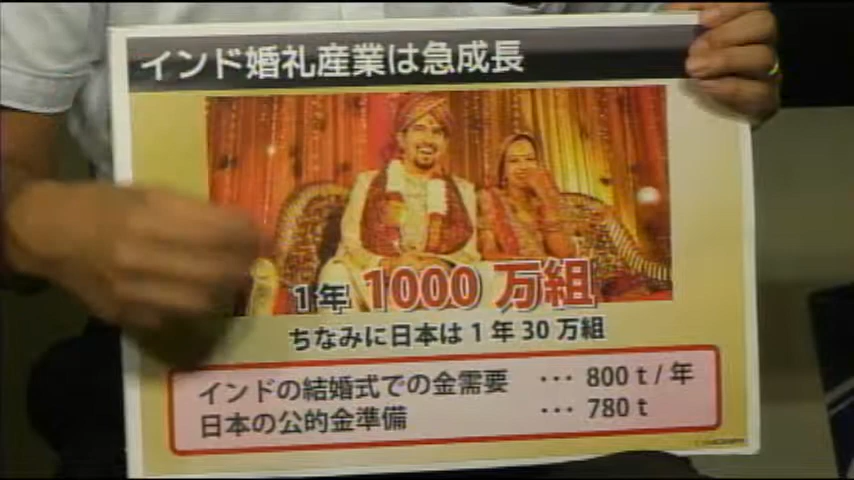 インド婚礼産業は急成長
1年 1000 万組
ちなみに日本は 1 年 30 万組
インドの結婚式での金需要 ･･･ 800 t / 年
日本の公的金準備 ･･･ 780 t